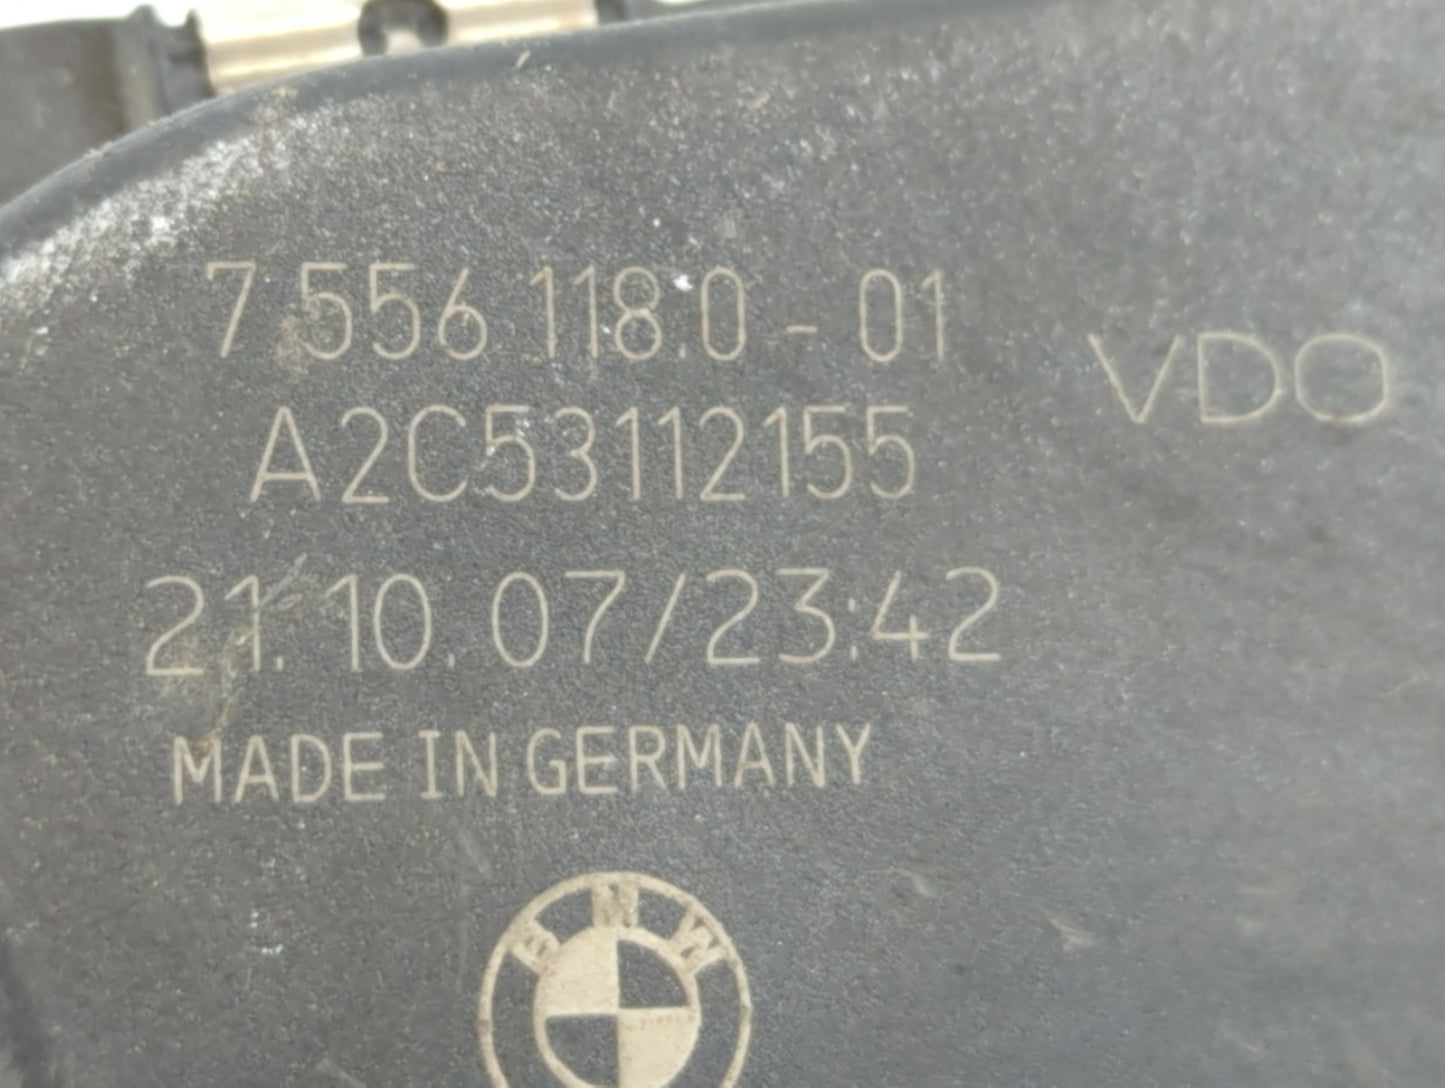 7 556 118.0 - 01
VDO
A2C53112155
21.10.07/23:42
MADE IN GERMANY
BMW